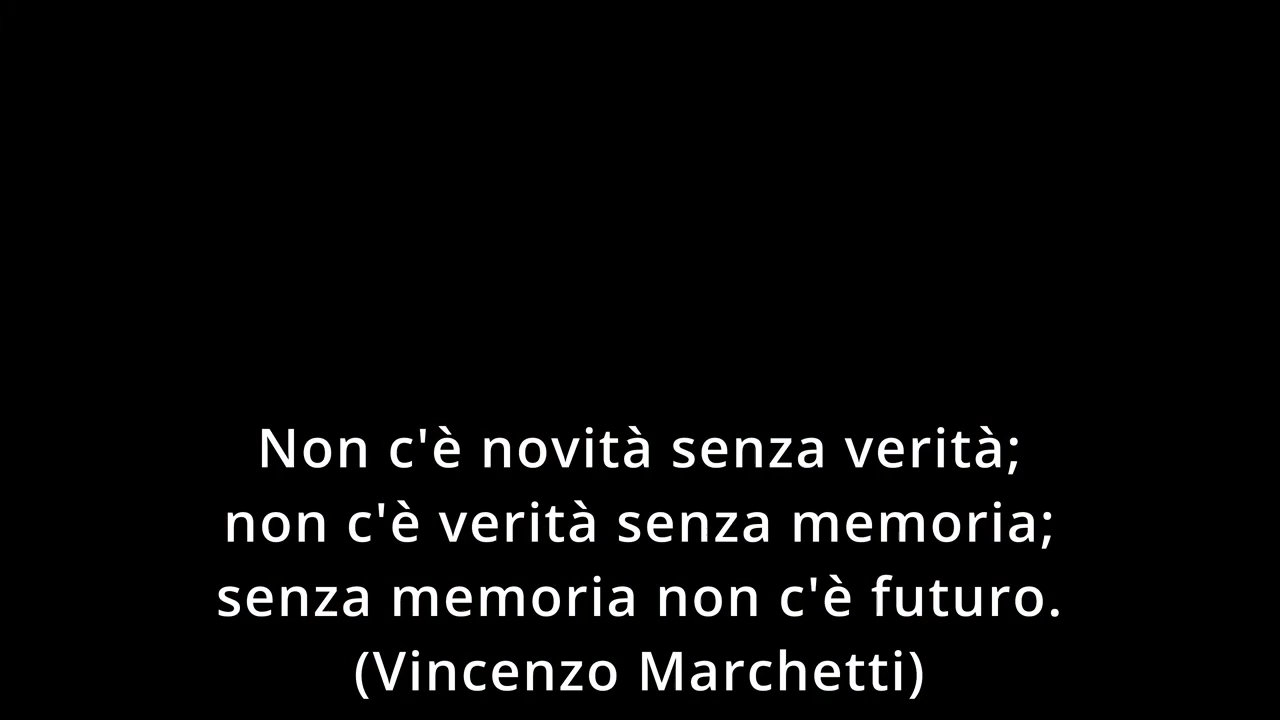 Non c'è novità senza verità;
non c'è verità senza memoria;
senza memoria non c'è futuro.
(Vincenzo Marchetti)